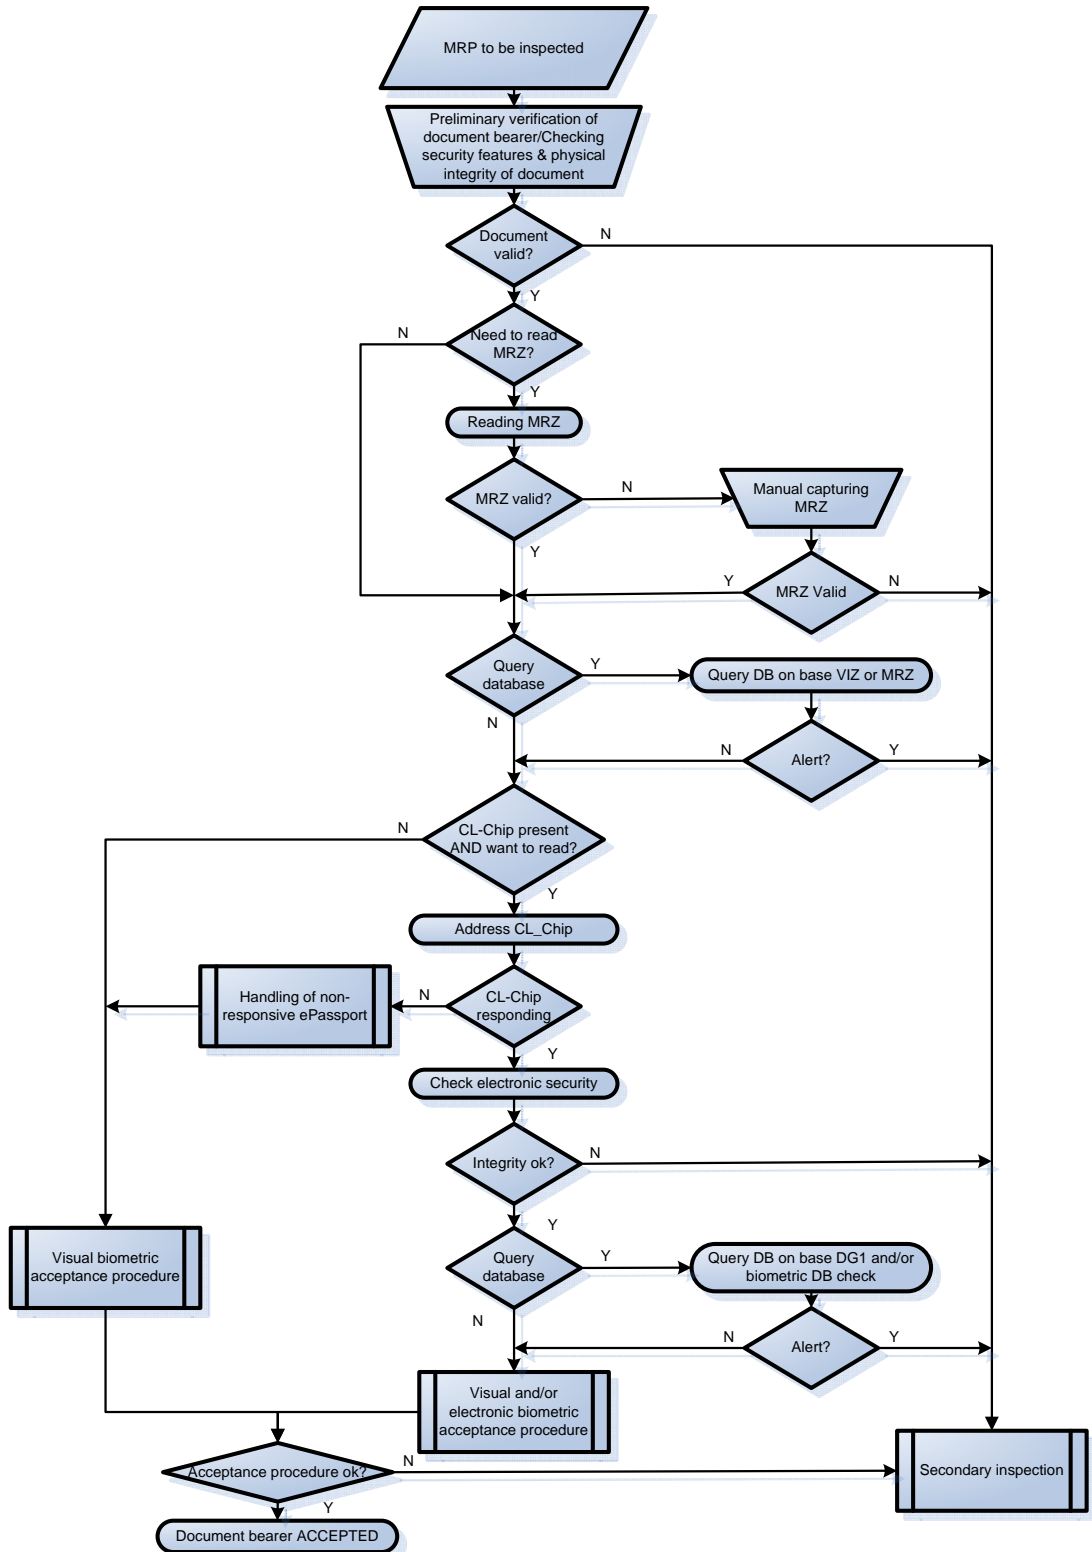 MRP to be inspected
Preliminary verification of
document bearer/Checking
security features & physical
integrity of document
Document
valid?
N
Y
Need to read
MRZ?
N
Y
Reading MRZ
MRZ valid?
N
Manual capturing
MRZ
Y
MRZ Valid
Y
N
Query
database
Y
Query DB on base VIZ or MRZ
N
Alert?
N
Y
CL-Chip present
AND want to read?
N
Y
Address CL_Chip
CL-Chip
responding
N
Handling of non-
responsive ePassport
Y
Check electronic security
Integrity ok?
N
Y
Visual biometric
acceptance procedure
Query
database
Y
Query DB on base DG1 and/or
biometric DB check
N
Alert?
N
Y
Visual and/or
electronic biometric
acceptance procedure
Acceptance procedure ok?
N
Secondary inspection
Y
Document bearer ACCEPTED